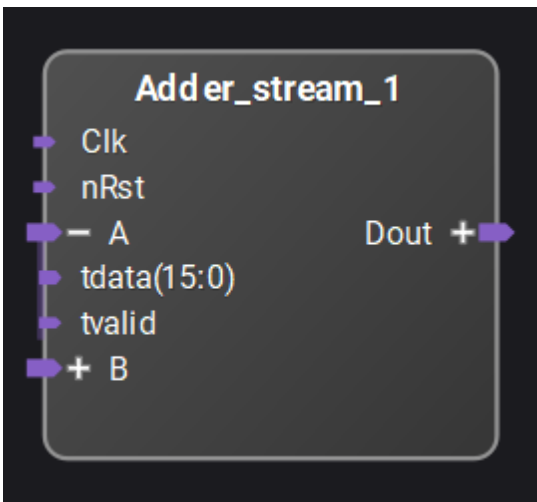 Adder_stream_1
Clk
nRst
− A Dout +
tdata(15:0)
tvalid
+ B